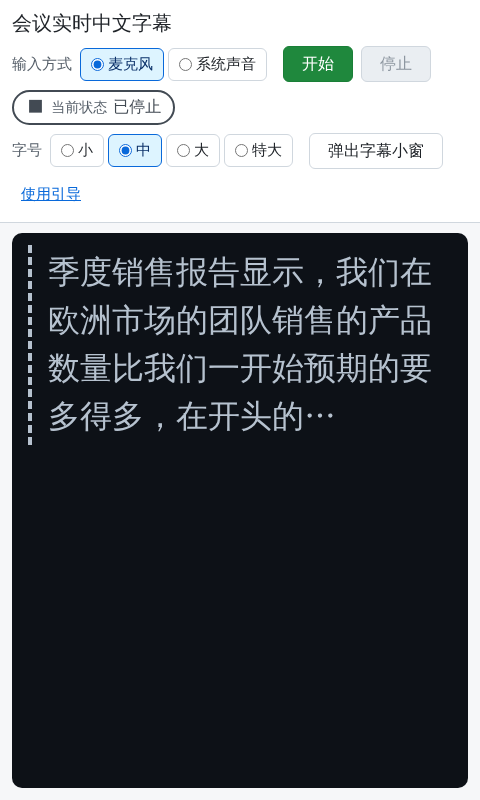 会议实时中文字幕
输入方式 麦克风 系统声音 开始 停止
当前状态 已停止
字号 小 中 大 特大 弹出字幕小窗
使用引导
季度销售报告显示，我们在
欧洲市场的团队销售的产品
数量比我们一开始预期的要
多得多，在开头的…